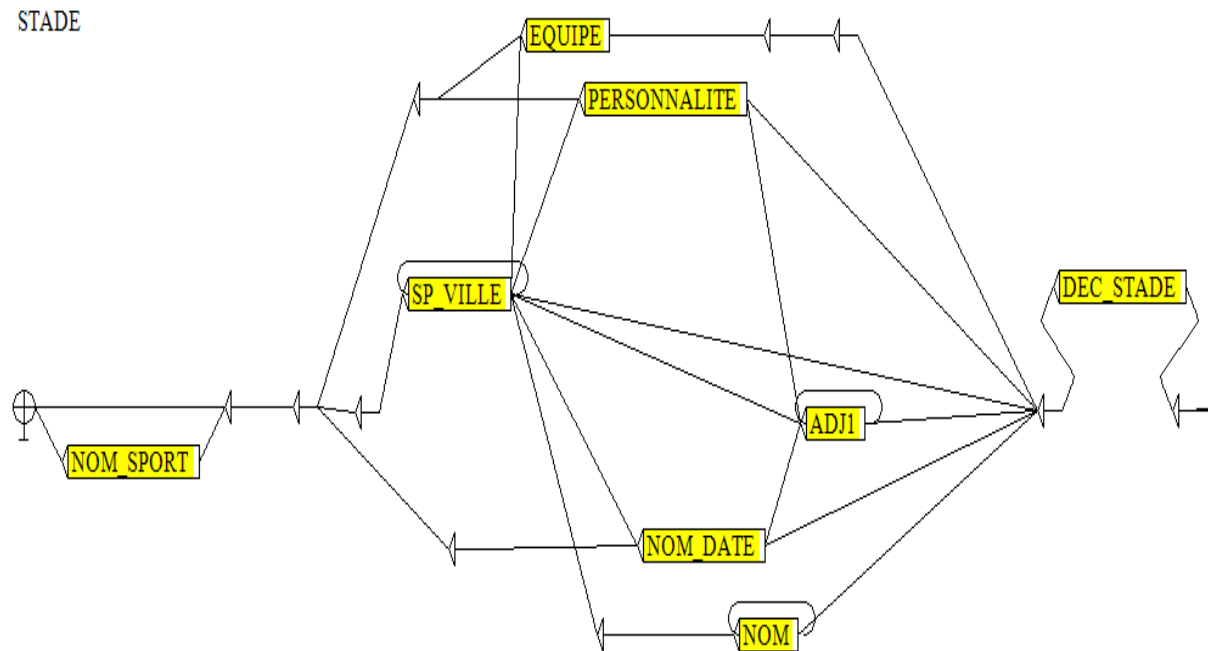 STADE
EQUIPE
PERSONNALITE
SP_VILLE
DEC_STADE
ADJ1
NOM_SPORT
NOM_DATE
NOM